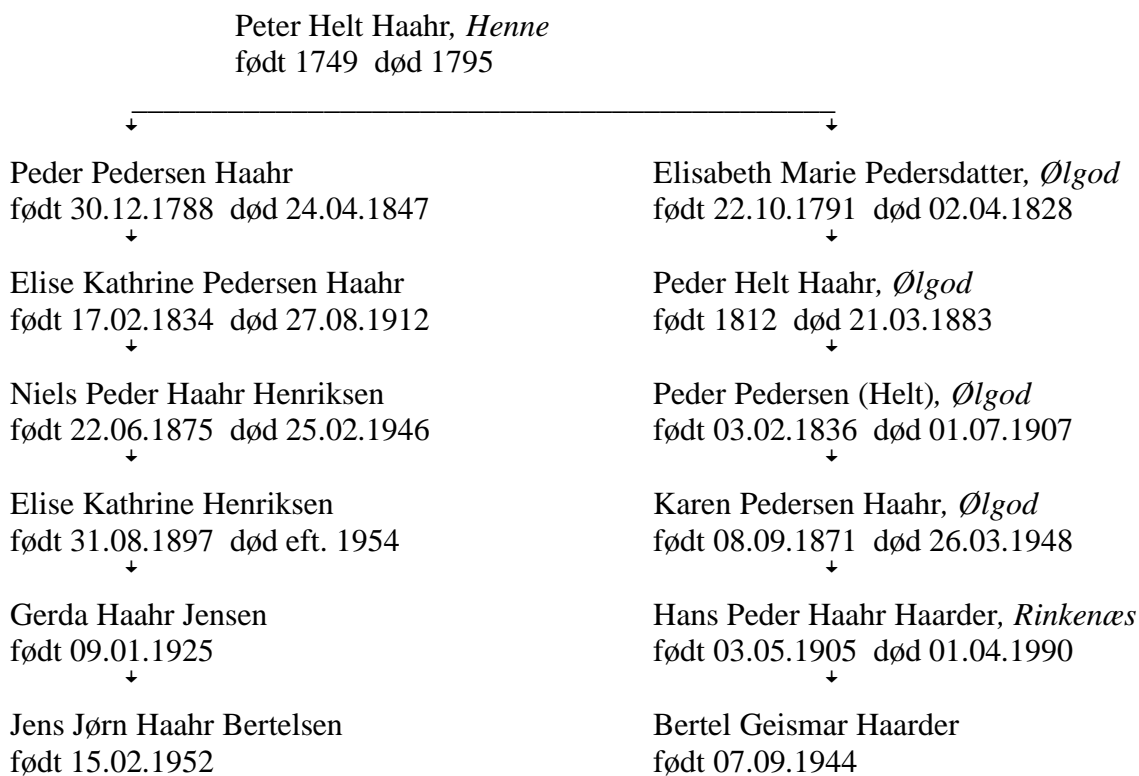 Peter Helt Haahr, Henne
født 1749 død 1795
Peder Pedersen Haahr
født 30.12.1788 død 24.04.1847
Elise Kathrine Pedersen Haahr
født 17.02.1834 død 27.08.1912
Niels Peder Haahr Henriksen
født 22.06.1875 død 25.02.1946
Elise Kathrine Henriksen
født 31.08.1897 død eft. 1954
Gerda Haahr Jensen
født 09.01.1925
Jens Jørn Haahr Bertelsen
født 15.02.1952
Elisabeth Marie Pedersdatter, Ølgod
født 22.10.1791 død 02.04.1828
Peder Helt Haahr, Ølgod
født 1812 død 21.03.1883
Peder Pedersen (Helt), Ølgod
født 03.02.1836 død 01.07.1907
Karen Pedersen Haahr, Ølgod
født 08.09.1871 død 26.03.1948
Hans Peder Haahr Haarder, Rinkenæs
født 03.05.1905 død 01.04.1990
Bertel Geismar Haarder
født 07.09.1944